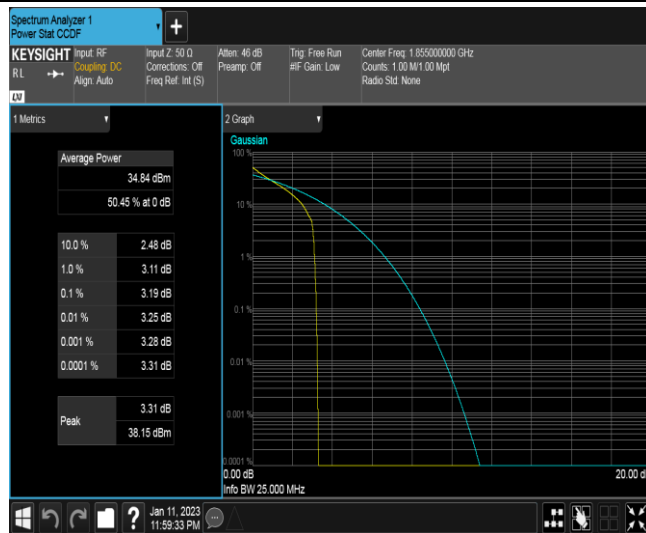 Spectrum Analyzer 1
Power Stat CCDF
KEYSIGHT
RL
Input: RF
Coupling: DC
Align: Auto
Input Z: 50 Ω
Corrections: Off
Freq Ref: Int (S)
Atten: 46 dB
Preamp: Off
Trig: Free Run
#IF Gain: Low
Center Freq: 1.855000000 GHz
Counts: 1.00 M/1.00 Mpt
Radio Std: None
1 Metrics
Average Power
34.84 dBm
50.45 % at 0 dB
10.0 % 2.48 dB
1.0 % 3.11 dB
0.1 % 3.19 dB
0.01 % 3.25 dB
0.001 % 3.28 dB
0.0001 % 3.31 dB
Peak
3.31 dB
38.15 dBm
2 Graph
Gaussian
100 %
10 %
1 %
0.1 %
0.01 %
0.001 %
0.0001 %
0.00 dB 20.00 d
Info BW 25.000 MHz
Jan 11, 2023
11:59:33 PM